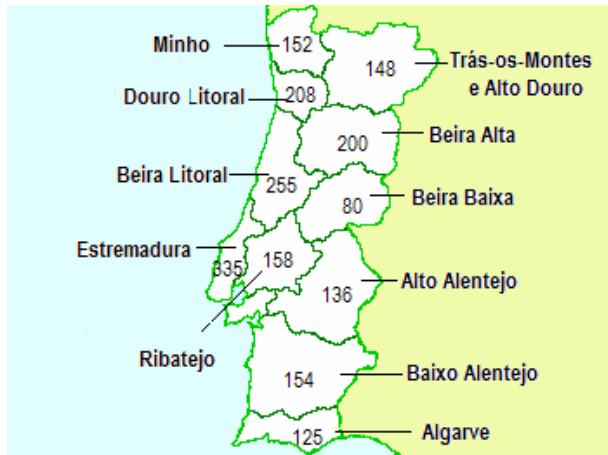 Minho
152
148
Trás-os-Montes
e Alto Douro
Douro Litoral
208
200
Beira Alta
Beira Litoral
255
80
Beira Baixa
Estremadura
335
158
136
Alto Alentejo
Ribatejo
154
Baixo Alentejo
125
Algarve